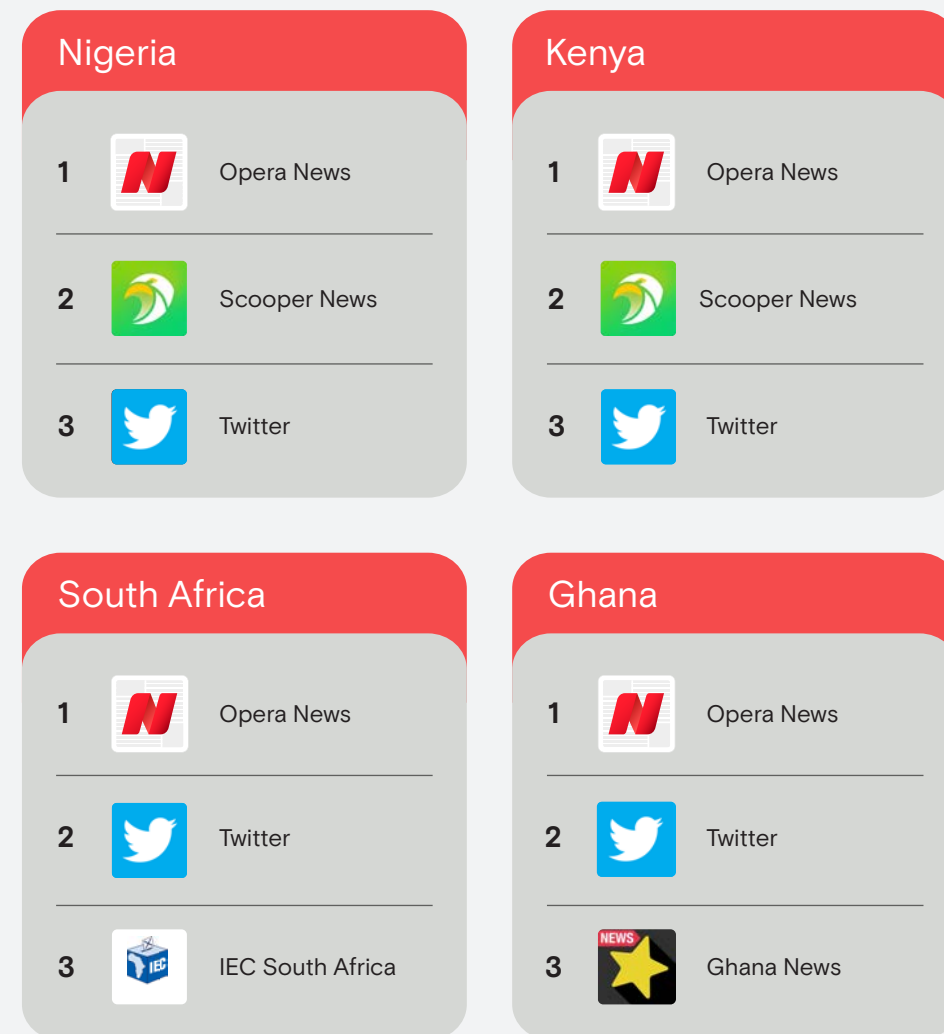 Nigeria
1 Opera News
2 Scooper News
3 Twitter
Kenya
1 Opera News
2 Scooper News
3 Twitter
South Africa
1 Opera News
2 Twitter
3 IEC IEC South Africa
Ghana
1 Opera News
2 Twitter
3 NEWS Ghana News